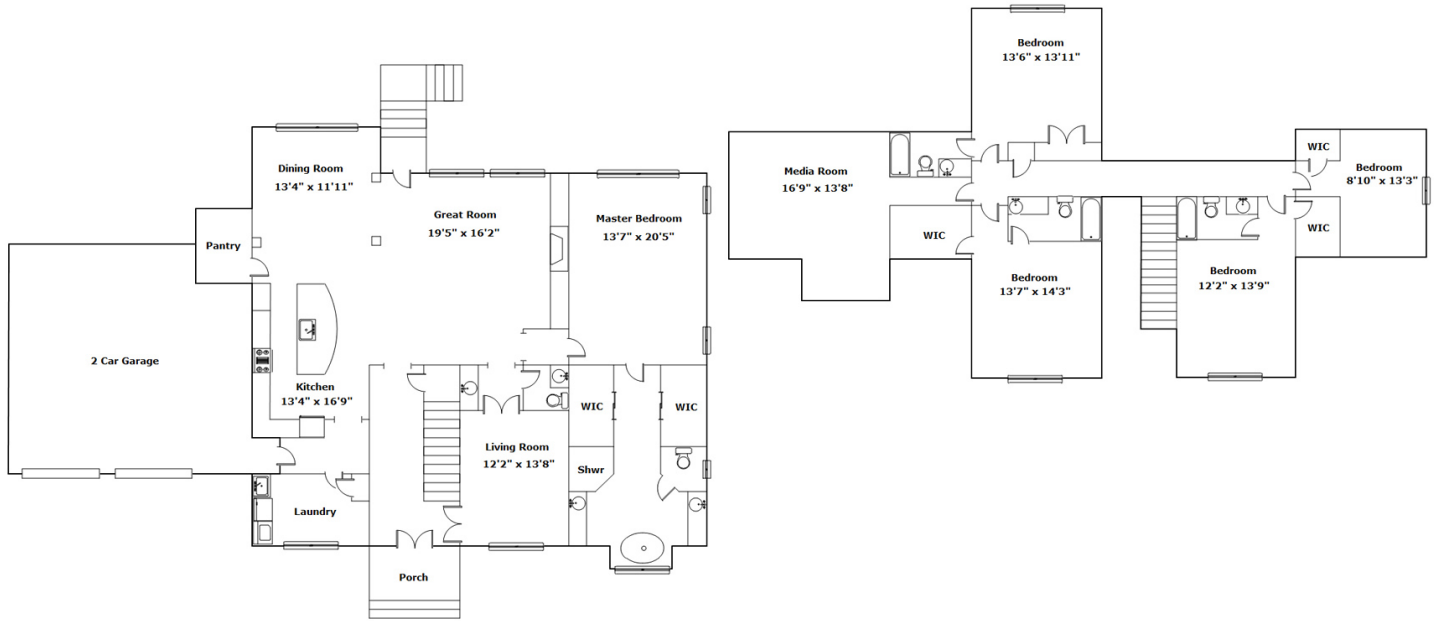 Dining Room
13'4" x 11'11"
Great Room
19'5" x 16'2"
Master Bedroom
13'7" x 20'5"
Pantry
2 Car Garage
Kitchen
13'4" x 16'9"
WIC
WIC
Living Room
12'2" x 13'8"
Shwr
Laundry
Porch
Bedroom
13'6" x 13'11"
Media Room
16'9" x 13'8"
WIC
Bedroom
8'10" x 13'3"
WIC
WIC
Bedroom
13'7" x 14'3"
Bedroom
12'2" x 13'9"